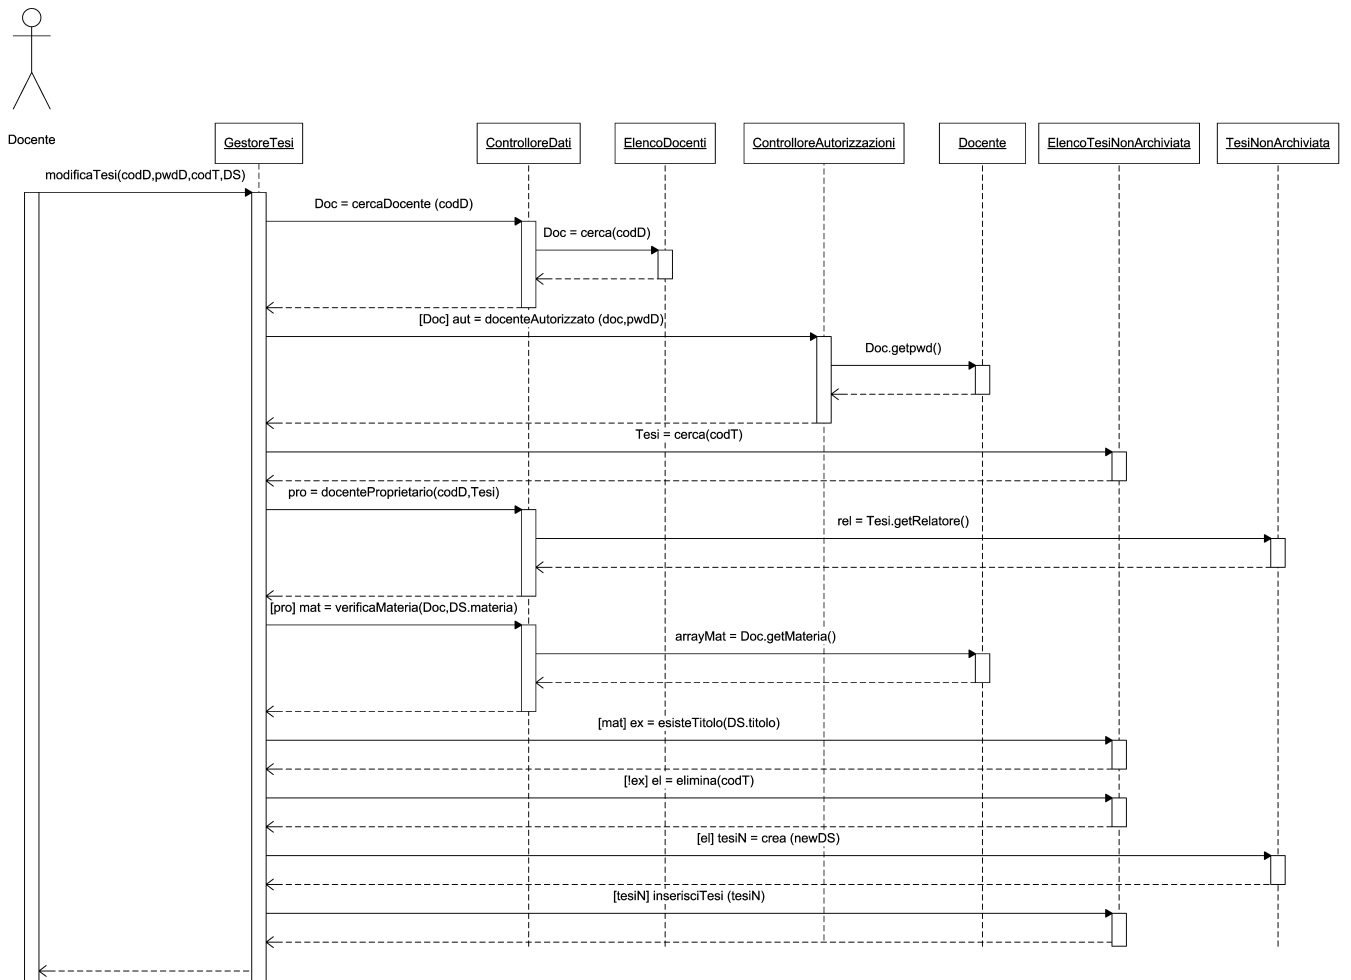 Docente
GestoreTesi
ControlloreDati
ElencoDocenti
ControlloreAutorizzazioni
Docente
ElencoTesiNonArchiviata
TesiNonArchiviata
modificaTesi(codD,pwdD,codT,DS)
Doc = cercaDocente (codD)
Doc = cerca(codD)
[Doc] aut = docenteAutorizzato (doc,pwdD)
Doc.getpwd()
Tesi = cerca(codT)
pro = docenteProprietario(codD,Tesi)
rel = Tesi.getRelatore()
[pro] mat = verificaMateria(Doc,DS.materia)
arrayMat = Doc.getMateria()
[mat] ex = esisteTitolo(DS.titolo)
[!ex] el = elimina(codT)
[el] tesiN = crea (newDS)
[tesiN] inserisciTesi (tesiN)